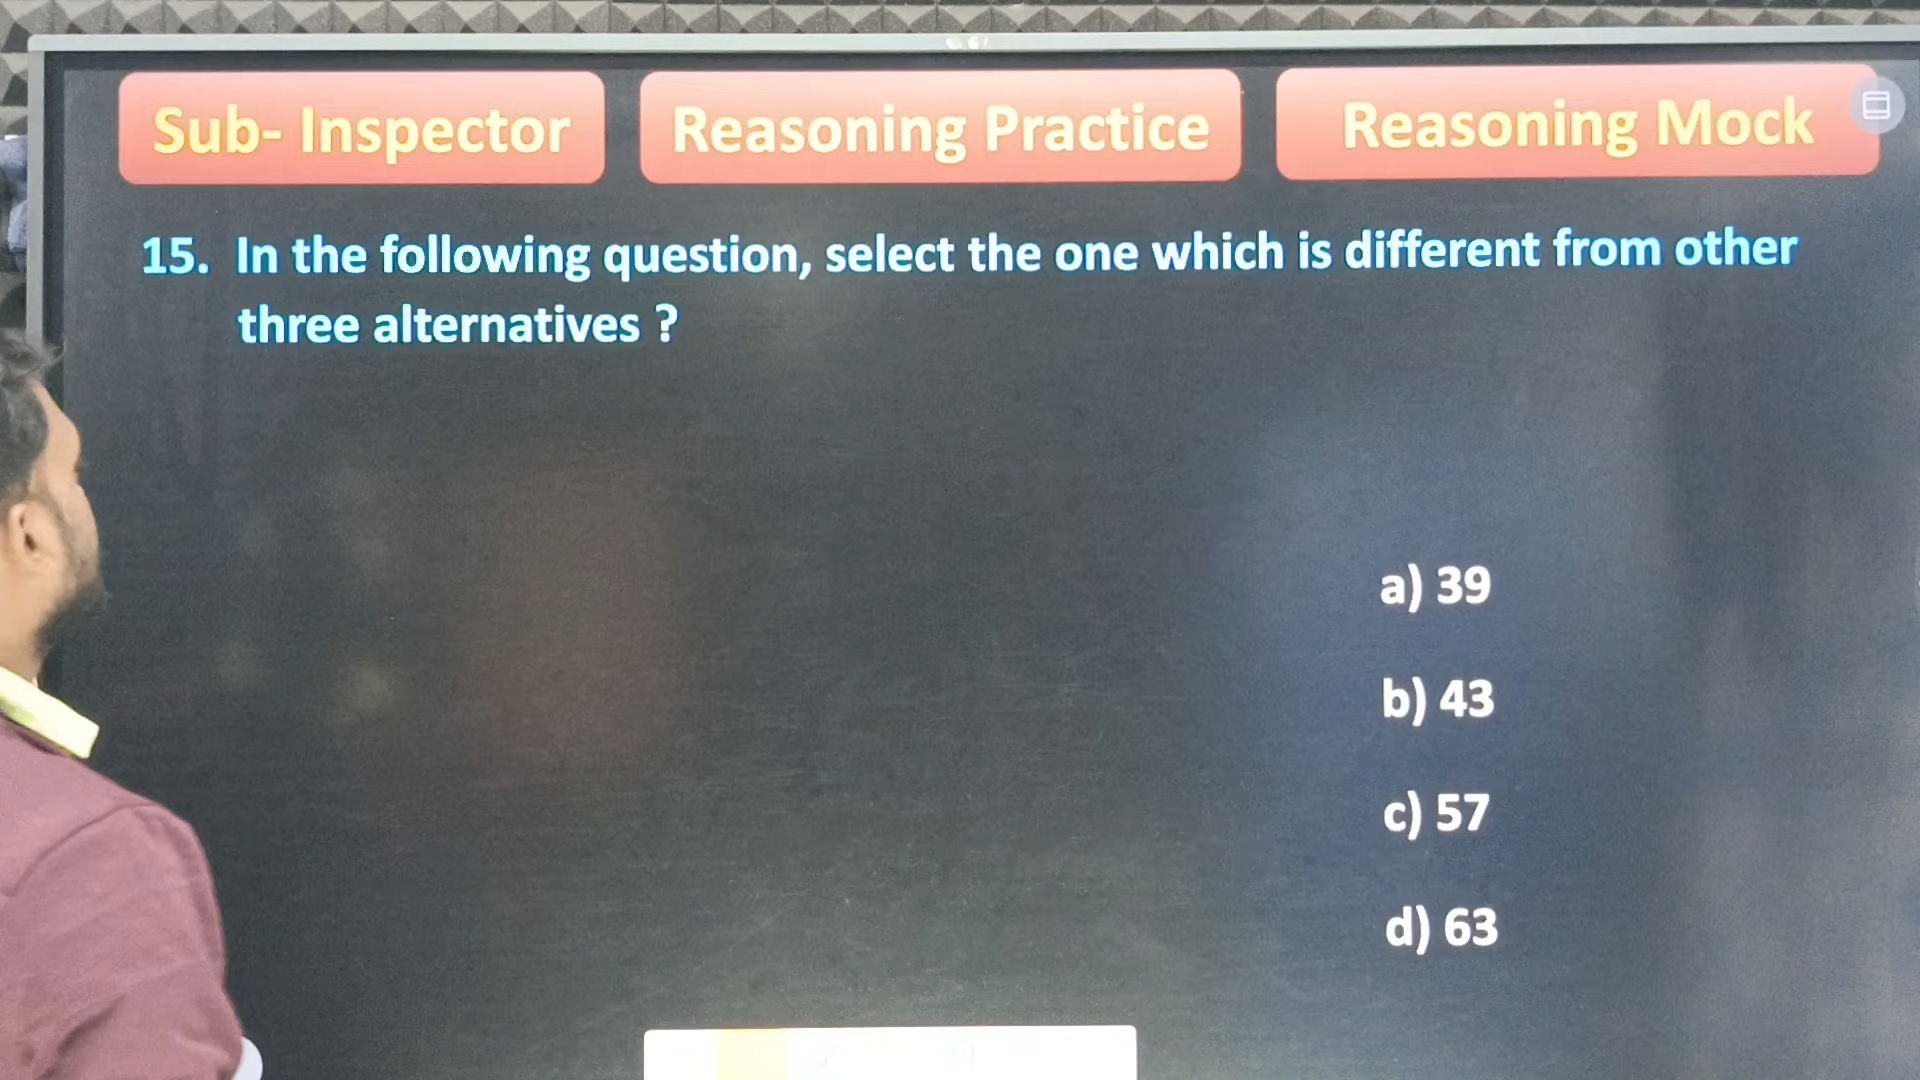 Sub- Inspector
Reasoning Practice
Reasoning Mock
15. In the following question, select the one which is different from other
three alternatives ?
a) 39
b) 43
c) 57
d) 63